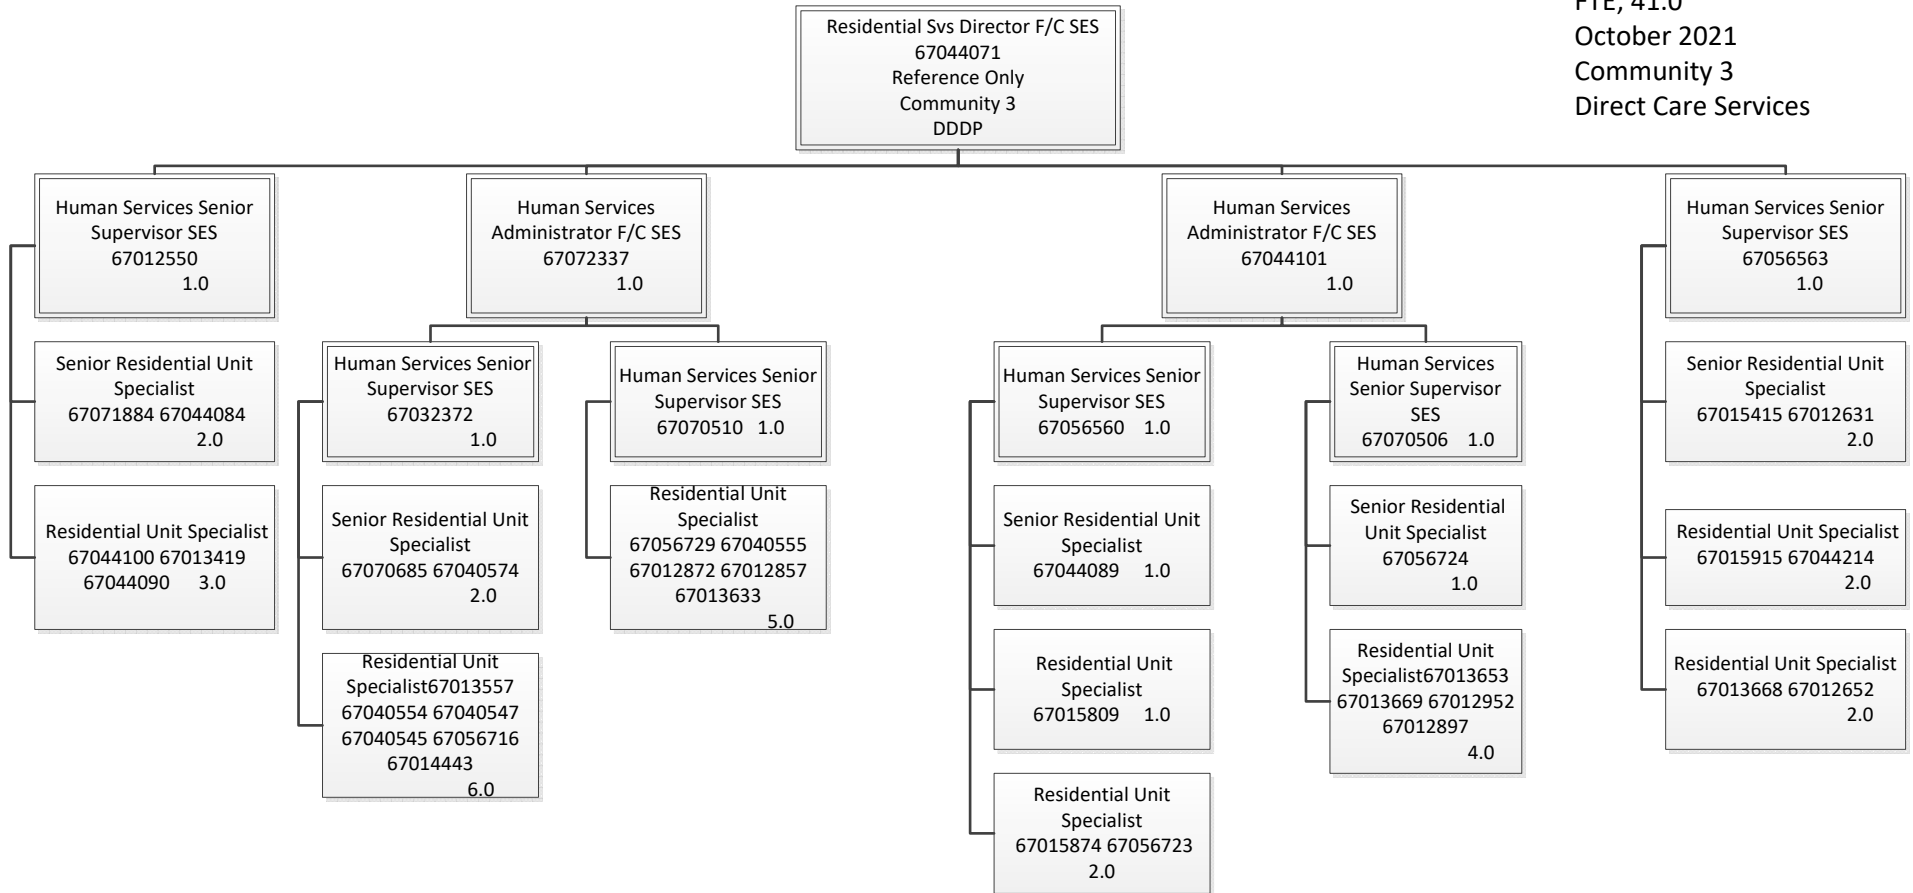 FTE, 41.0
October 2021
Community 3
Direct Care Services
Residential Svs Director F/C SES
67044071
Reference Only
Community 3
DDDP
Human Services Senior
Supervisor SES
67012550
1.0
Senior Residential Unit
Specialist
67071884 67044084
2.0
Residential Unit Specialist
67044100 67013419
67044090 3.0
Human Services
Administrator F/C SES
67072337
1.0
Human Services Senior
Supervisor SES
67032372
1.0
Senior Residential Unit
Specialist
67070685 67040574
2.0
Residential Unit
Specialist67013557
67040554 67040547
67040545 67056716
67014443
6.0
Human Services Senior
Supervisor SES
67070510 1.0
Residential Unit
Specialist
67056729 67040555
67012872 67012857
67013633
5.0
Human Services
Administrator F/C SES
67044101
1.0
Human Services Senior
Supervisor SES
67056560 1.0
Senior Residential Unit
Specialist
67044089 1.0
Residential Unit
Specialist
67015809 1.0
Residential Unit
Specialist
67015874 67056723
2.0
Human Services
Senior Supervisor
SES
67070506 1.0
Senior Residential
Unit Specialist
67056724
1.0
Residential Unit
Specialist67013653
67013669 67012952
67012897
4.0
Human Services Senior
Supervisor SES
67056563
1.0
Senior Residential Unit
Specialist
67015415 67012631
2.0
Residential Unit Specialist
67015915 67044214
2.0
Residential Unit Specialist
67013668 67012652
2.0